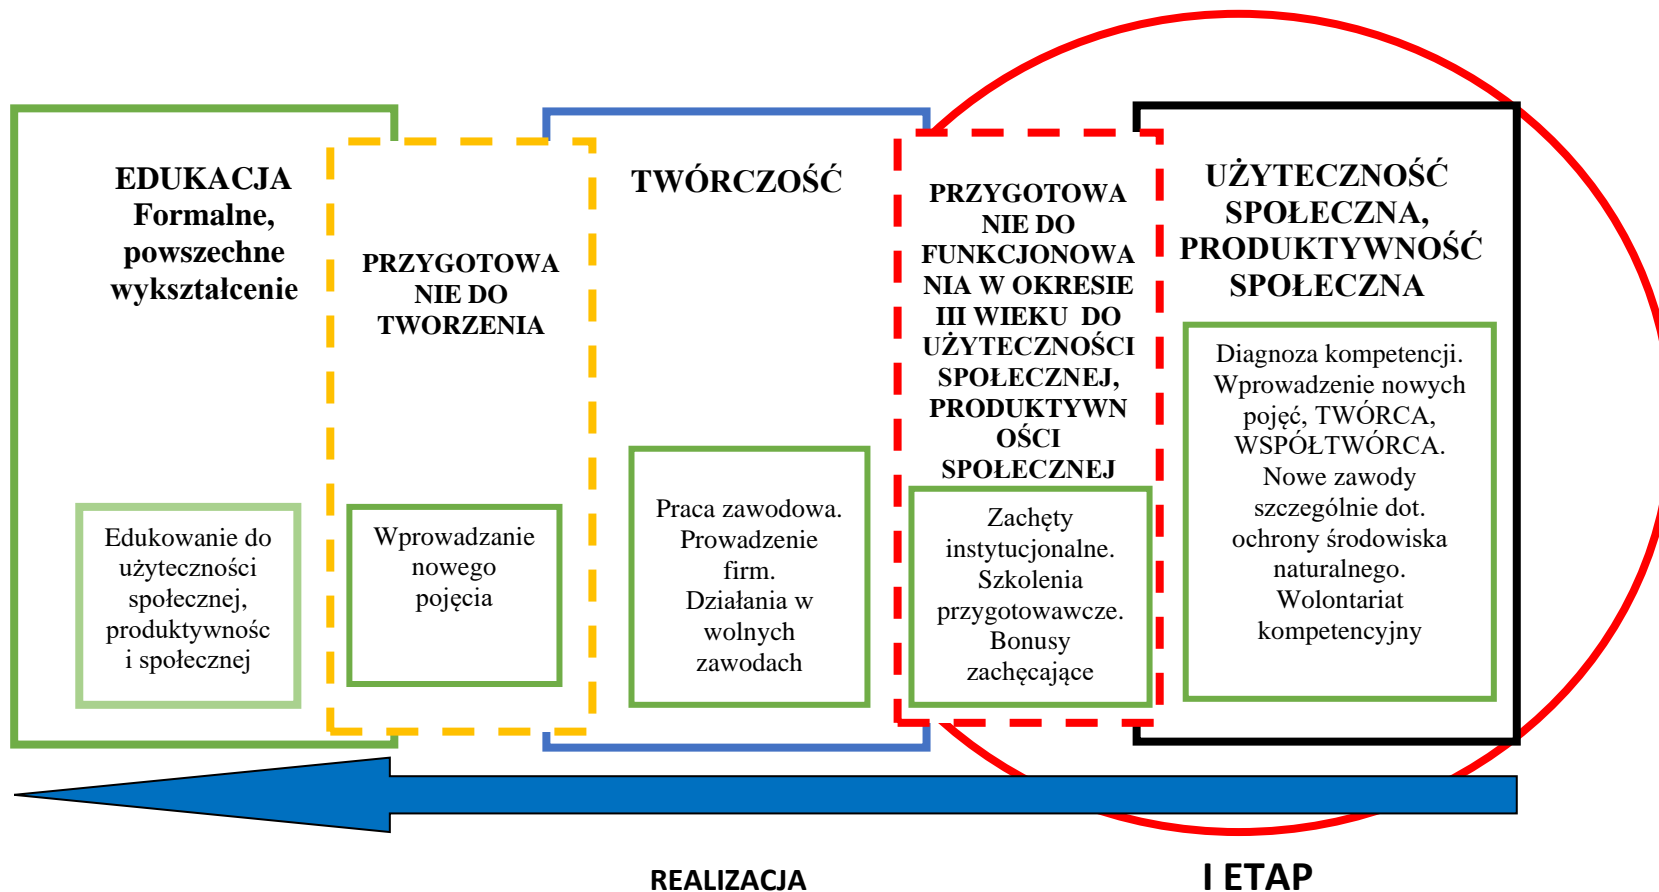 EDUKACJA
Formalne,
powszechne
wykształcenie
Edukowanie do
użyteczności
społecznej,
produktywnośc
i społecznej
PRZYGOTOWA
NIE DO
TWORZENIA
Wprowadzanie
nowego
pojęcia
TWÓRCZOŚĆ
Praca zawodowa.
Prowadzenie
firm.
Działania w
wolnych
zawodach
PRZYGOTOWA
NIE DO
FUNKCJONOWA
NIA W OKRESIE
III WIEKU DO
UŻYTECZNOŚCI
SPOŁECZNEJ,
PRODUKTYWN
OŚCI
SPOŁECZNEJ
Zachęty
instytucjonalne.
Szkolenia
przygotowawcze.
Bonusy
zachęcające
UŻYTECZNOŚĆ
SPOŁECZNA,
PRODUKTYWNOŚĆ
SPOŁECZNA
Diagnoza kompetencji.
Wprowadzenie nowych
pojęć, TWÓRCA,
WSPÓŁTWÓRCA.
Nowe zawody
szczególnie dot.
ochrony środowiska
naturalnego.
Wolontariat
kompetencyjny
REALIZACJA
I ETAP